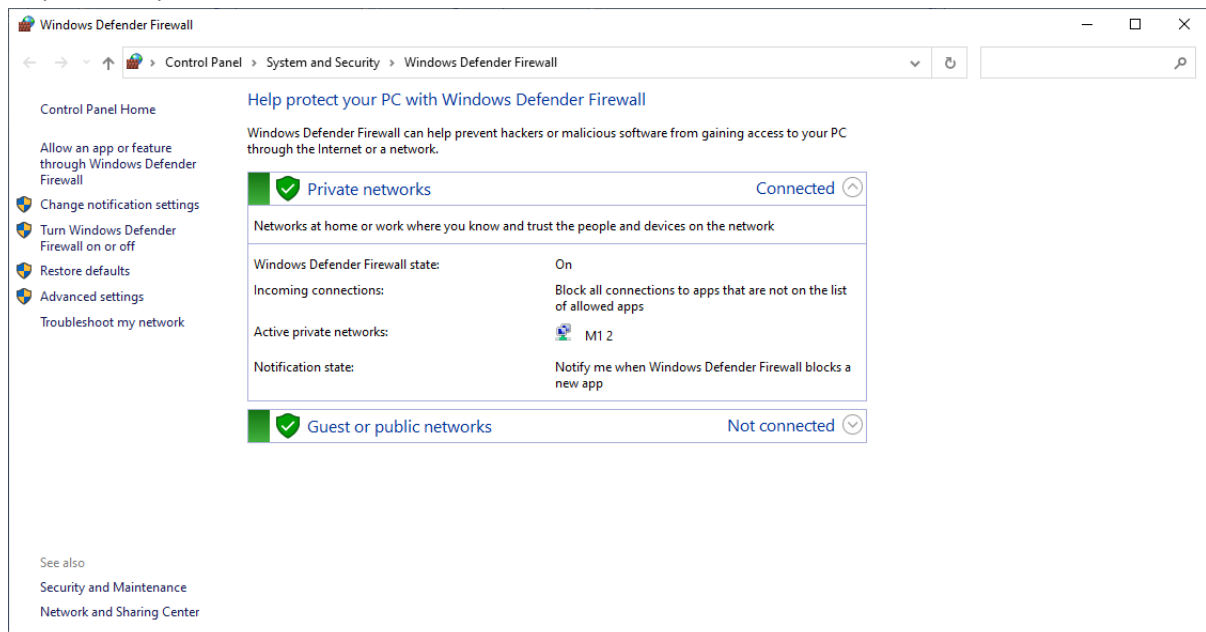 Windows Defender Firewall
Control Panel > System and Security > Windows Defender Firewall
Control Panel Home
Allow an app or feature
through Windows Defender
Firewall
Change notification settings
Turn Windows Defender
Firewall on or off
Restore defaults
Advanced settings
Troubleshoot my network
Help protect your PC with Windows Defender Firewall
Windows Defender Firewall can help prevent hackers or malicious software from gaining access to your PC
through the Internet or a network.
Private networks Connected
Networks at home or work where you know and trust the people and devices on the network
Windows Defender Firewall state: On
Incoming connections: Block all connections to apps that are not on the list
of allowed apps
Active private networks: M1 2
Notification state: Notify me when Windows Defender Firewall blocks a
new app
Guest or public networks Not connected
See also
Security and Maintenance
Network and Sharing Center